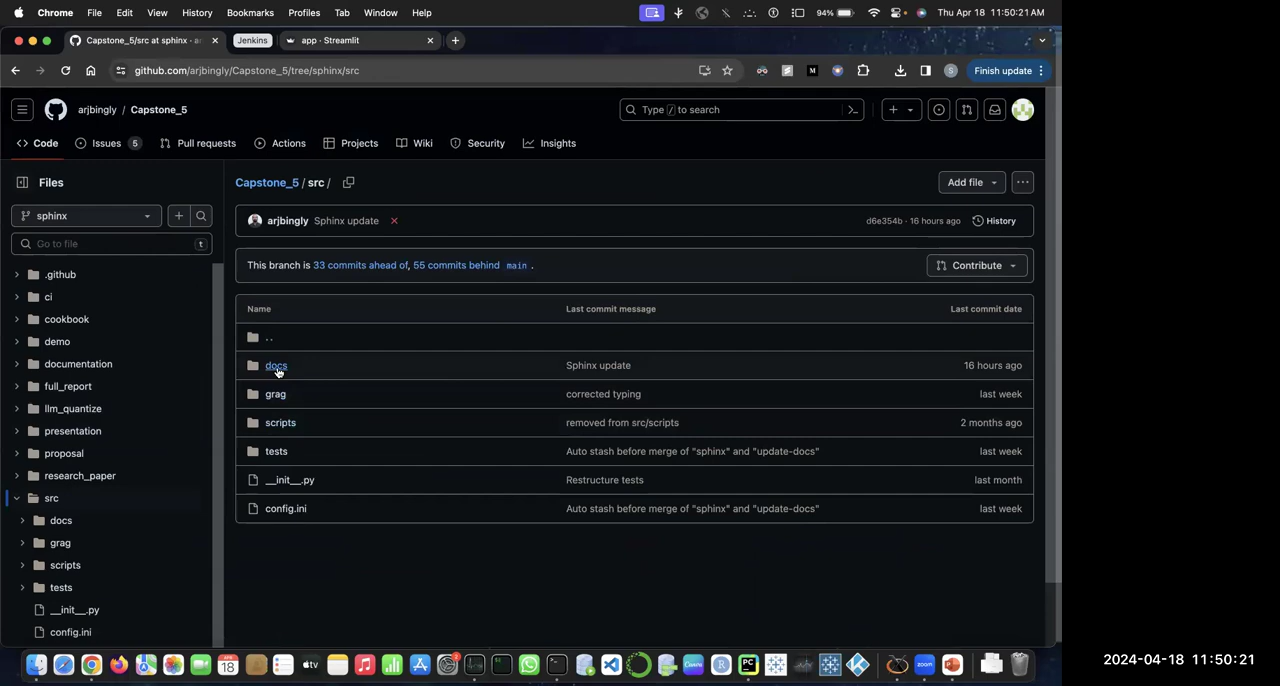 Chrome File Edit View History Bookmarks Profiles Tab Window Help 94% Thu Apr 18 11:50:21 AM
Capstone_5/src at sphinx · ar Jenkins app · Streamlit
github.com/arjbingly/Capstone_5/tree/sphinx/src M S Finish update
arjbingly / Capstone_5 Type / to search
Code Issues 5 Pull requests Actions Projects Wiki Security Insights
Files
sphinx
Go to file t
.github
ci
cookbook
demo
documentation
full_report
llm_quantize
presentation
proposal
research_paper
src
docs
grag
scripts
tests
__init__.py
config.ini
Capstone_5 / src / Add file
arjbingly Sphinx update d6e354b · 16 hours ago History
This branch is 33 commits ahead of, 55 commits behind main . Contribute
Name Last commit message Last commit date
..
docs Sphinx update 16 hours ago
grag corrected typing last week
scripts removed from src/scripts 2 months ago
tests Auto stash before merge of "sphinx" and "update-docs" last week
__init__.py Restructure tests last month
config.ini Auto stash before merge of "sphinx" and "update-docs" last week
2024-04-18 11:50:21